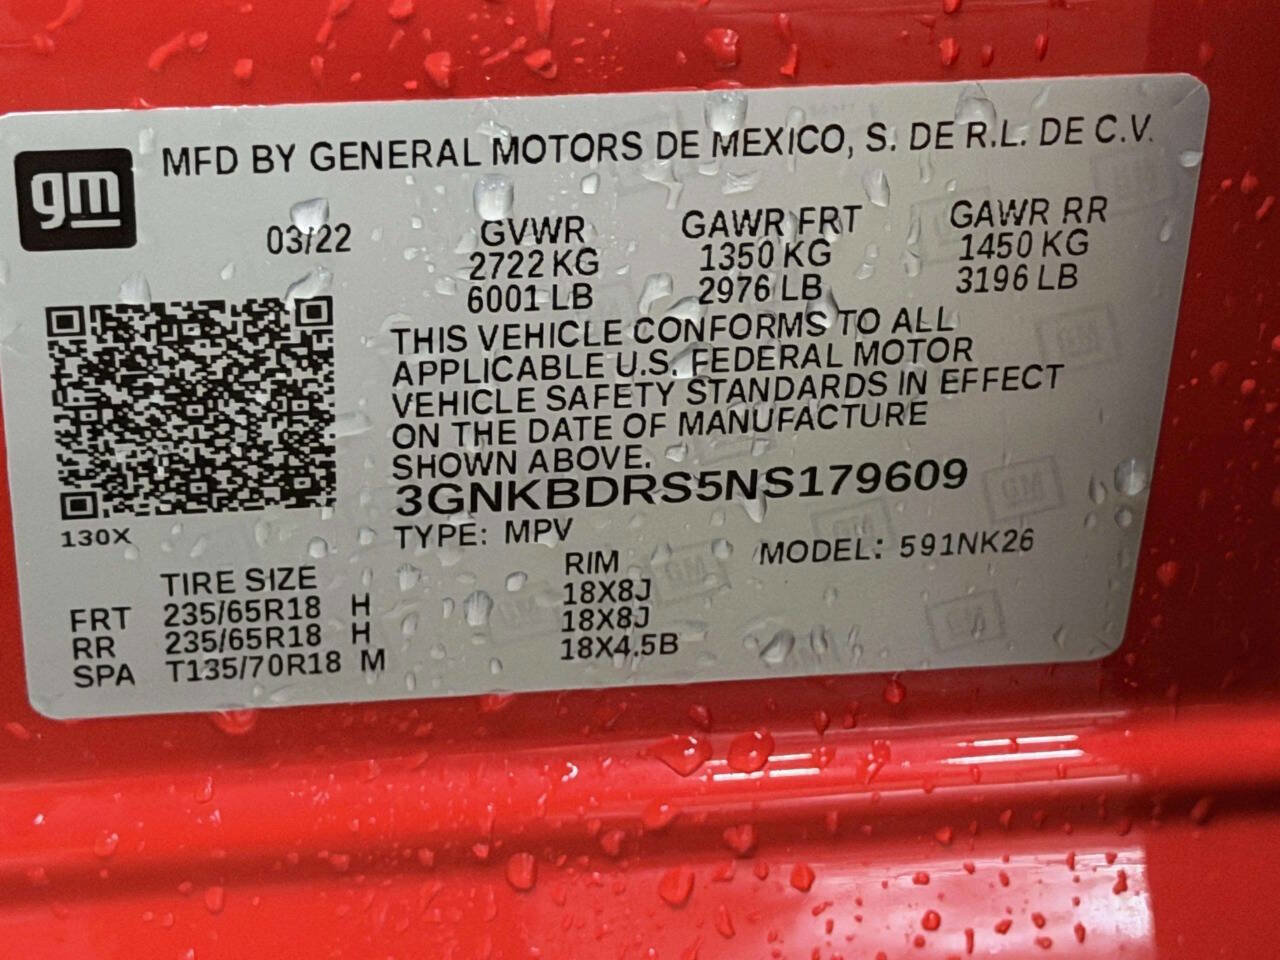 gm
MFD BY GENERAL MOTORS DE MEXICO, S. DE R.L. DE C.V.
03/22
GVWR GAWR FRT GAWR RR
2722 KG 1350 KG 1450 KG
6001 LB 2976 LB 3196 LB
THIS VEHICLE CONFORMS TO ALL
APPLICABLE U.S. FEDERAL MOTOR
VEHICLE SAFETY STANDARDS IN EFFECT
ON THE DATE OF MANUFACTURE
SHOWN ABOVE.
3GNKBDRS5NS179609
130X
TYPE: MPV MODEL: 591NK26
TIRE SIZE RIM
FRT 235/65R18 H 18X8J
RR 235/65R18 H 18X8J
SPA T135/70R18 M 18X4.5B